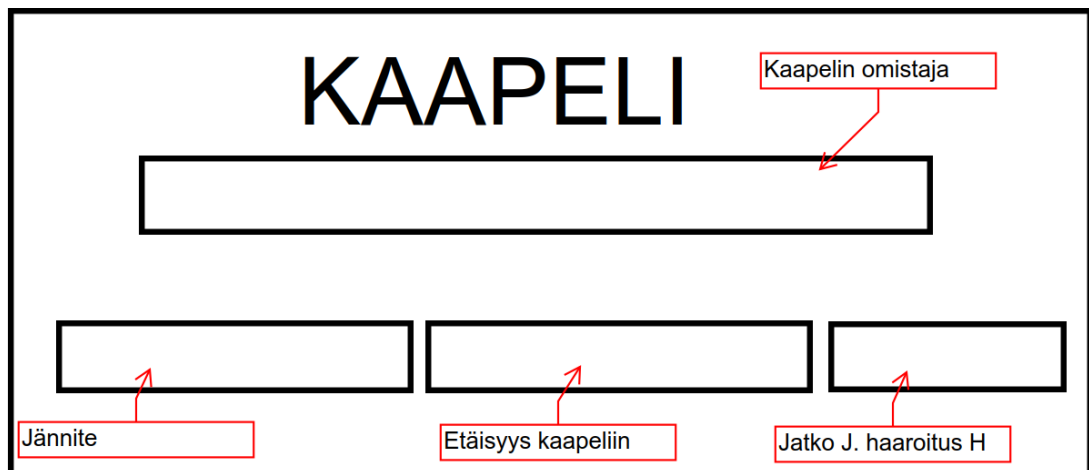 KAAPELI
Kaapelin omistaja
Jännite
Etäisyys kaapeliin
Jatko J. haaroitus H